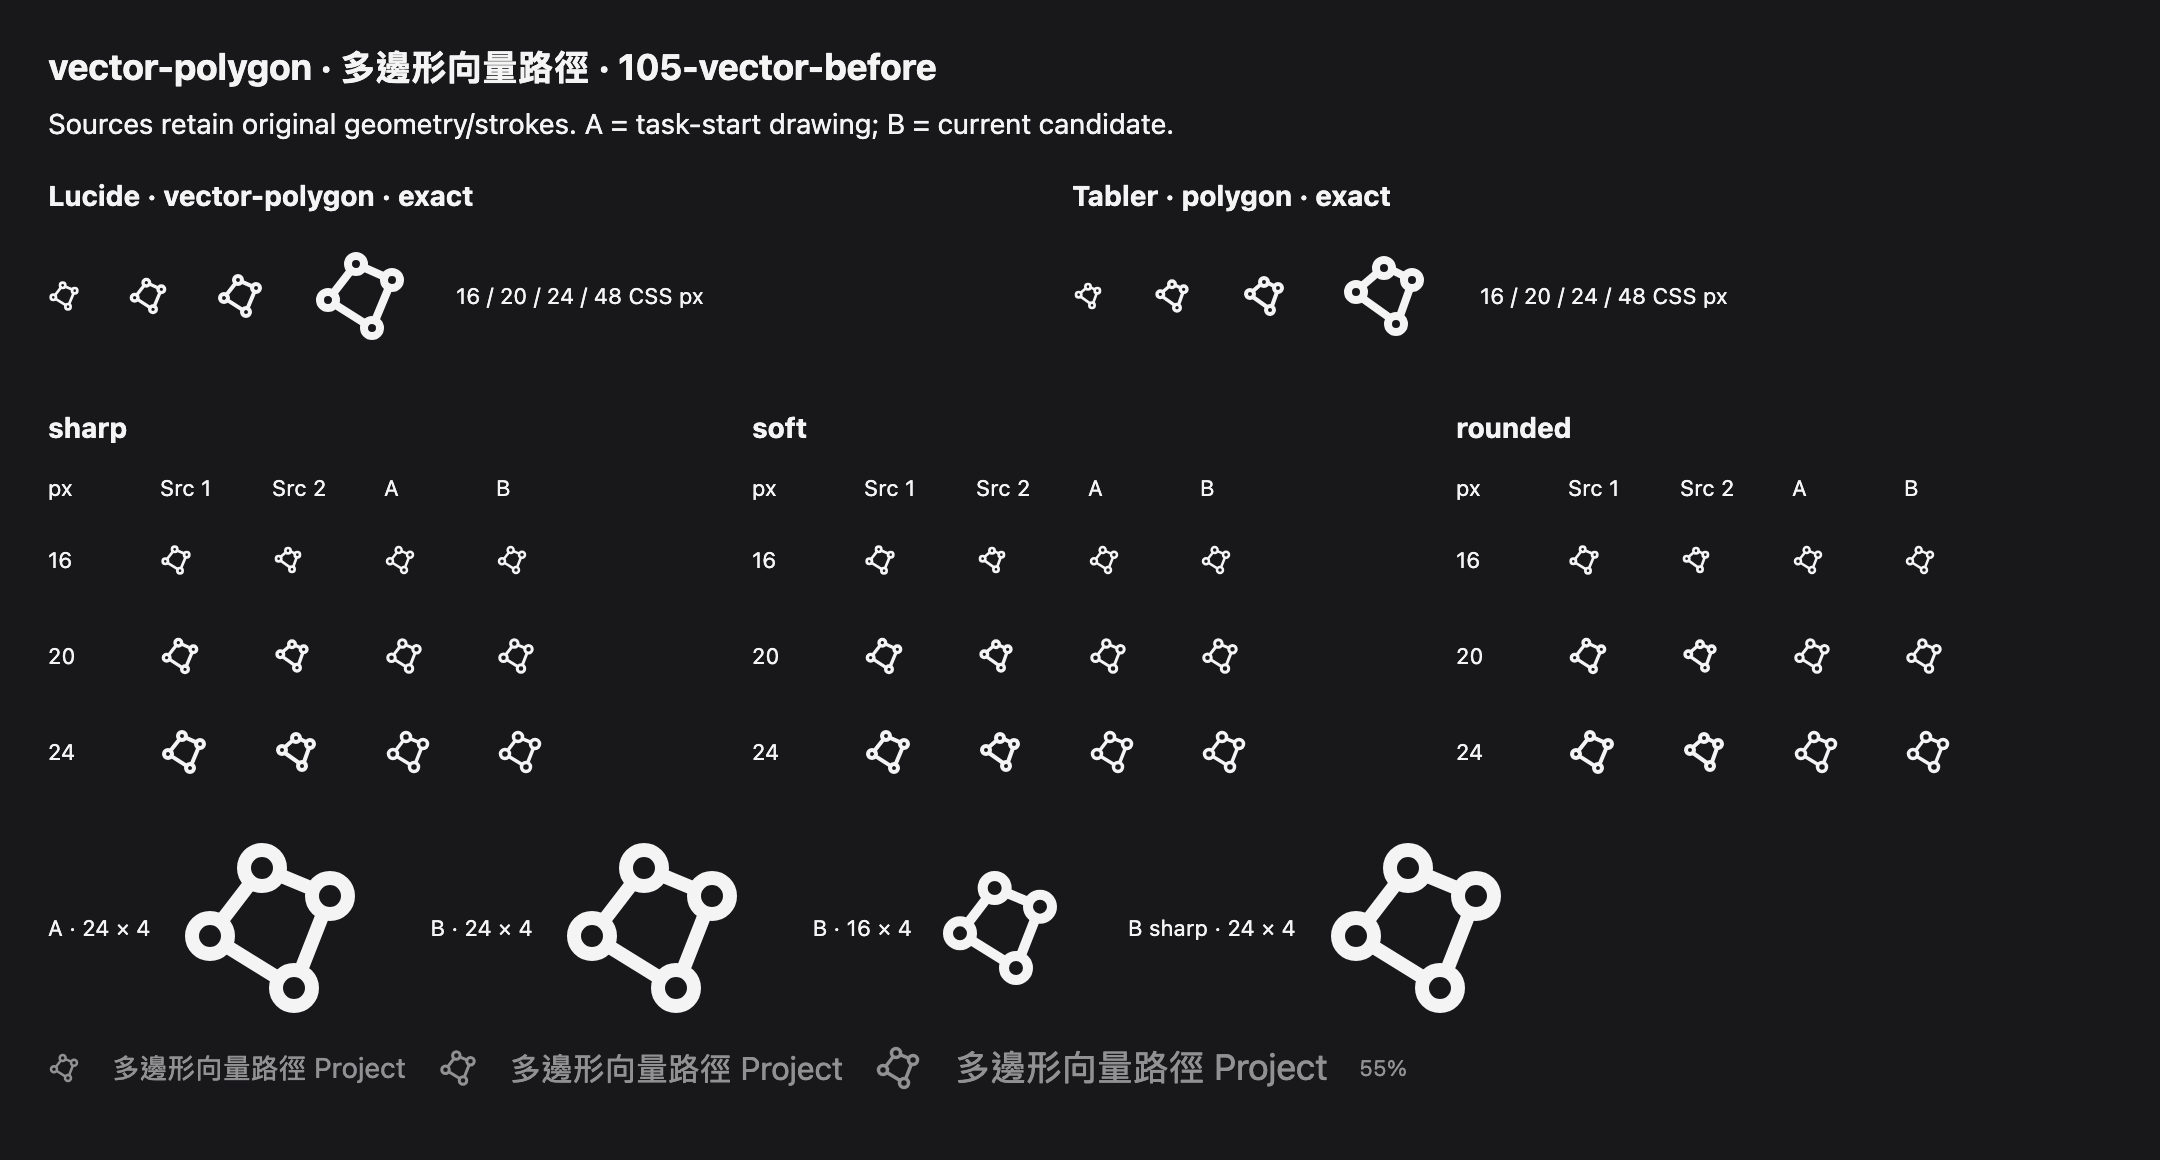 vector-polygon · 多邊形向量路徑 · 105-vector-before
Sources retain original geometry/strokes. A = task-start drawing; B = current candidate.
Lucide · vector-polygon · exact
Tabler · polygon · exact
16 / 20 / 24 / 48 CSS px
16 / 20 / 24 / 48 CSS px
sharp
soft
rounded
px Src 1 Src 2 A B
px Src 1 Src 2 A B
px Src 1 Src 2 A B
16
16
16
20
20
20
24
24
24
A · 24 × 4
B · 24 × 4
B · 16 × 4
B sharp · 24 × 4
多邊形向量路徑 Project
多邊形向量路徑 Project
多邊形向量路徑 Project
55%